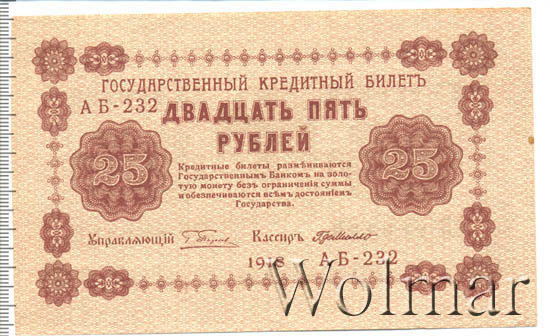 ГОСУДАРСТВЕННЫЙ КРЕДИТНЫЙ БИЛЕТЪ
АБ-232
ДВАДЦАТЬ ПЯТЬ
РУБЛЕЙ
25
25
Кредитные билеты размѣниваются
Государственнымъ Банкомъ на золо-
тую монету безъ ограниченія суммы
и обезпечиваются всѣмъ достояніемъ
Государства.
Управляющій
Кассиръ
1918
АБ-232
Wolmar